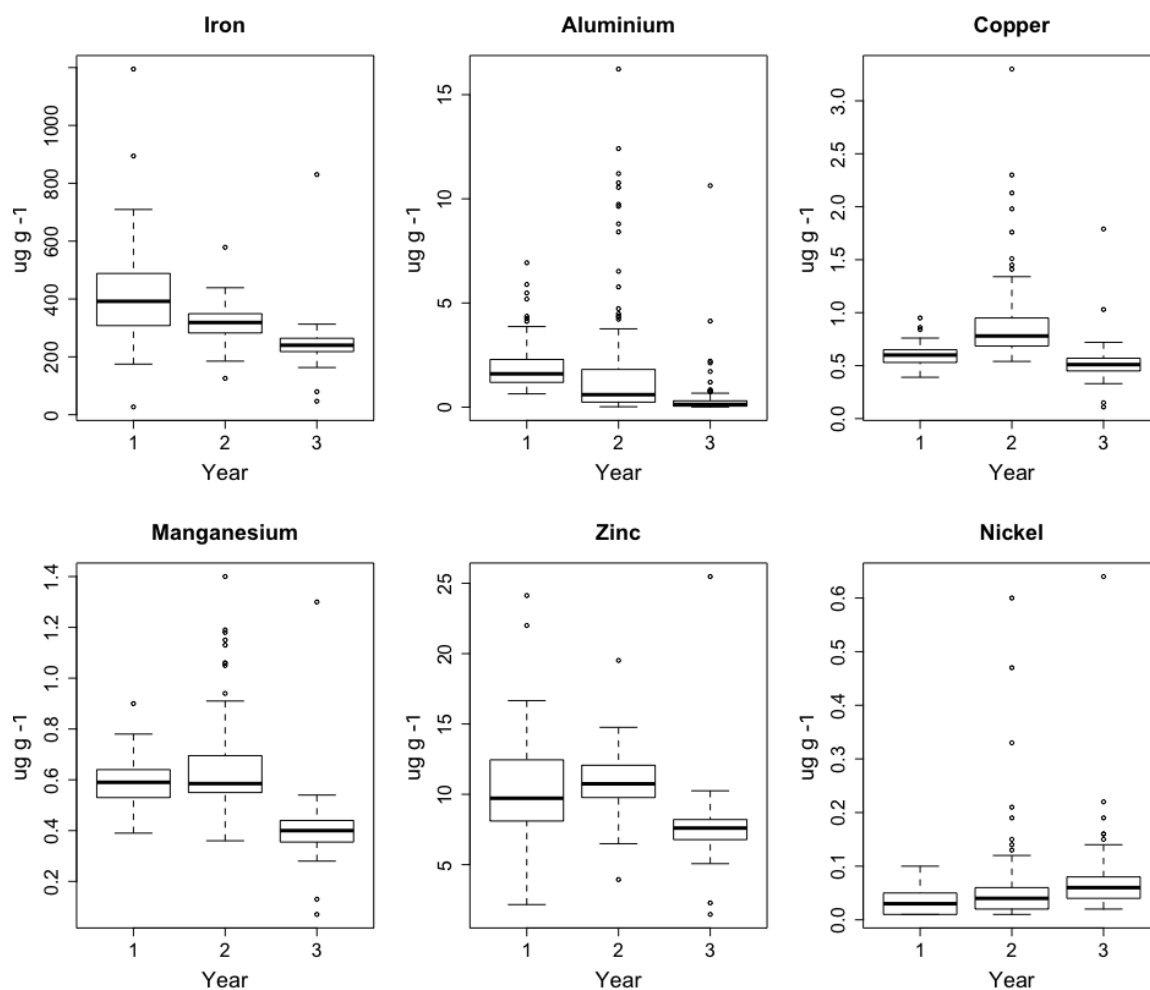 Iron
Aluminium
Copper
ug g -1
0 200 400 600 800 1000
1 2 3
Year
ug g -1
0 5 10 15
1 2 3
Year
ug g -1
0.0 0.5 1.0 1.5 2.0 2.5 3.0
1 2 3
Year
Manganesium
Zinc
Nickel
ug g -1
0.2 0.4 0.6 0.8 1.0 1.2 1.4
1 2 3
Year
ug g -1
5 10 15 20 25
1 2 3
Year
ug g -1
0.0 0.1 0.2 0.3 0.4 0.5 0.6
1 2 3
Year